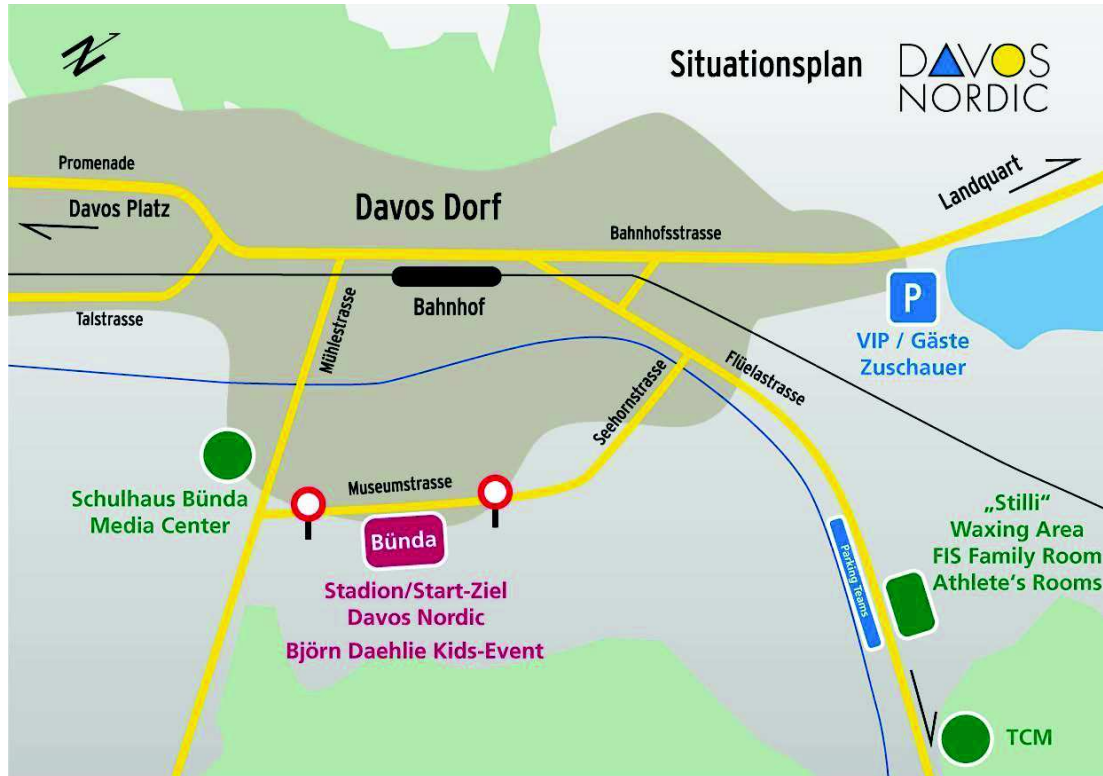 N
Situationsplan
DAVOS
NORDIC
Promenade
Davos Platz
Davos Dorf
Bahnhofsstrasse
Landquart
Talstrasse
Mühlestrasse
Bahnhof
P
VIP / Gäste
Zuschauer
Flüelastrasse
Seehornstrasse
Museumstrasse
Schulhaus Bünda
Media Center
Bünda
Stadion/Start-Ziel
Davos Nordic
Björn Daehlie Kids-Event
Parking Teams
„Stilli“
Waxing Area
FIS Family Room
Athlete's Rooms
TCM